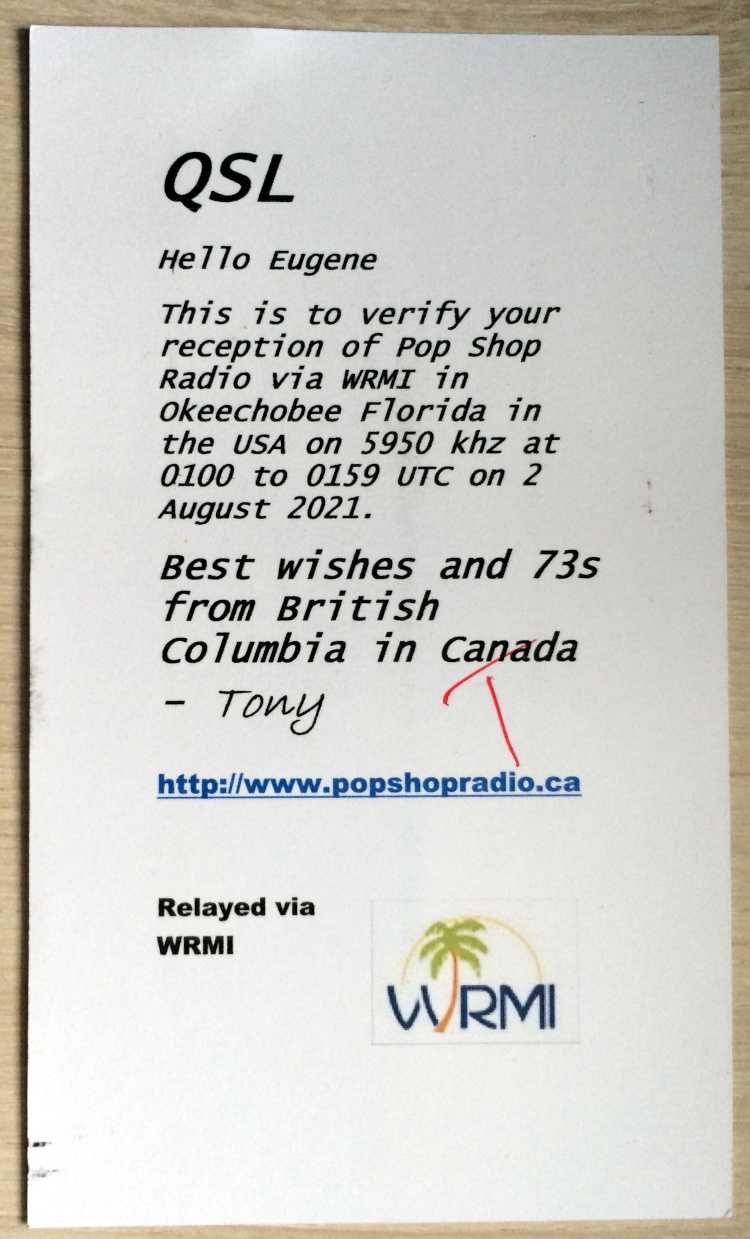 QSL
Hello Eugene
This is to verify your
reception of Pop Shop
Radio via WRMI in
Okeechobee Florida in
the USA on 5950 khz at
0100 to 0159 UTC on 2
August 2021.
Best wishes and 73s
from British
Columbia in Canada
– Tony
T
http://www.popshopradio.ca
Relayed via
WRMI
WRMI